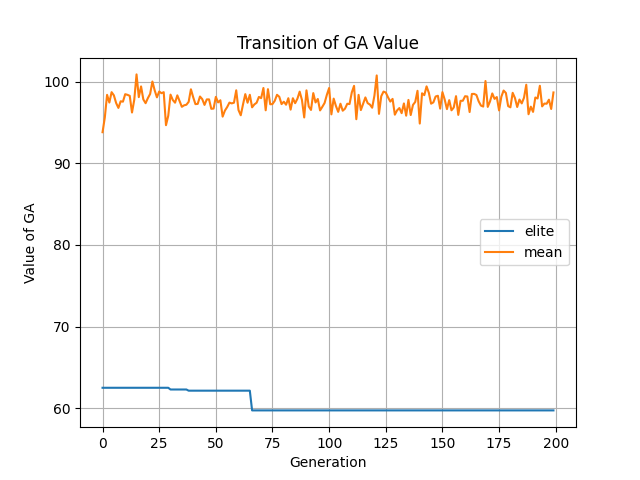 Transition of GA Value
Value of GA
100
90
80
70
60
elite
mean
0 25 50 75 100 125 150 175 200
Generation